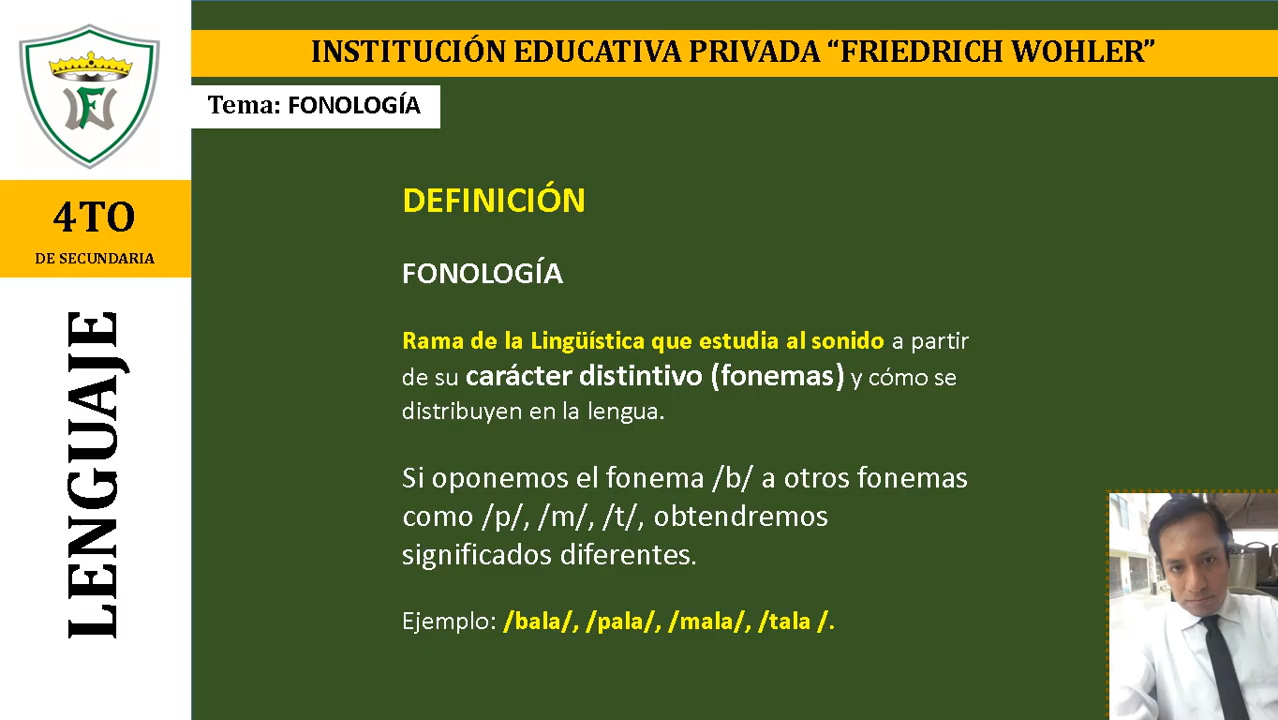 INSTITUCIÓN EDUCATIVA PRIVADA “FRIEDRICH WOHLER”
Tema: FONOLOGÍA
4TO
DE SECUNDARIA
LENGUAJE
DEFINICIÓN
FONOLOGÍA
Rama de la Lingüística que estudia al sonido a partir
de su carácter distintivo (fonemas) y cómo se
distribuyen en la lengua.
Si oponemos el fonema /b/ a otros fonemas
como /p/, /m/, /t/, obtendremos
significados diferentes.
Ejemplo: /bala/, /pala/, /mala/, /tala /.